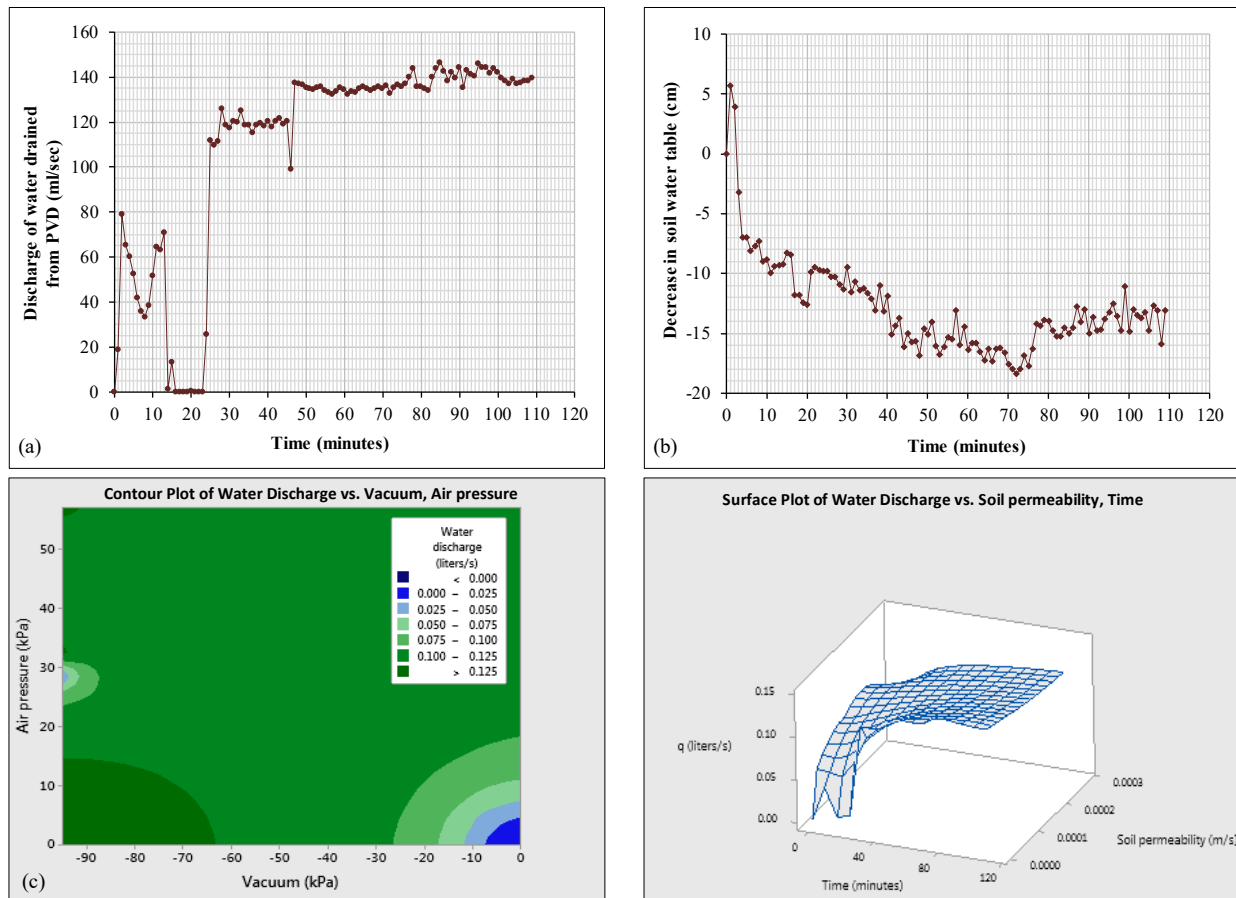 Discharge of water drained
from PVD (ml/sec)
160
140
120
100
80
60
40
20
0
0 10 20 30 40 50 60 70 80 90 100 110 120
(a)
Time (minutes)
Decrease in soil water table (cm)
10
5
0
-5
-10
-15
-20
0 10 20 30 40 50 60 70 80 90 100 110 120
(b)
Time (minutes)
Contour Plot of Water Discharge vs. Vacuum, Air pressure
Air pressure (kPa)
50
40
30
20
10
0
Water
discharge
(liters/s)
< 0.000
0.000 – 0.025
0.025 – 0.050
0.050 – 0.075
0.075 – 0.100
0.100 – 0.125
> 0.125
-90 -80 -70 -60 -50 -40 -30 -20 -10 0
(c)
Vacuum (kPa)
Surface Plot of Water Discharge vs. Soil permeability, Time
0.15
0.10
q (liters/s)
0.05
0.00
0.0003
0.0002
0.0001
0.0000
Soil permeability (m/s)
0
40
80
120
Time (minutes)